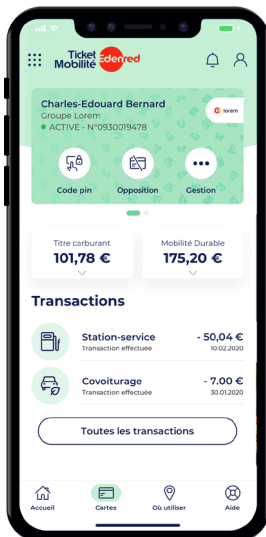 Ticket
Mobilité
Edenred
Charles-Edouard Bernard
Groupe Lorem
ACTIVE - N°0930019478
lorem
Code pin
Opposition
Gestion
Titre carburant
101,78 €
Mobilité Durable
175,20 €
Transactions
Station-service
- 50,04 €
Transaction effectuée
10.02.2020
Covoiturage
- 7.00 €
Transaction effectuée
30.01.2020
Toutes les transactions
Accueil
Cartes
Où utiliser
Aide